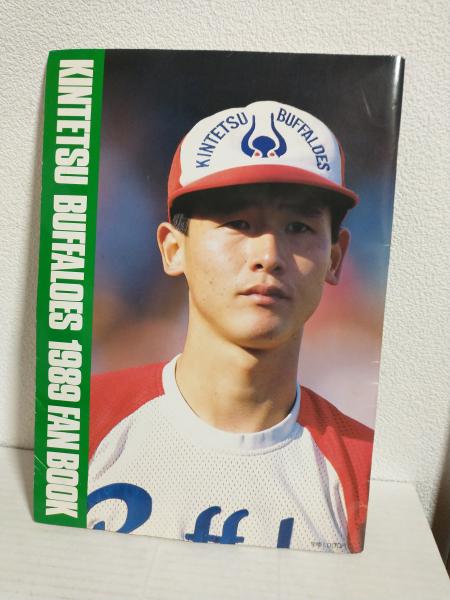 KINTETSU BUFFALOES 1989 FAN BOOK
KINTETSU BUFFALOES
Buffal